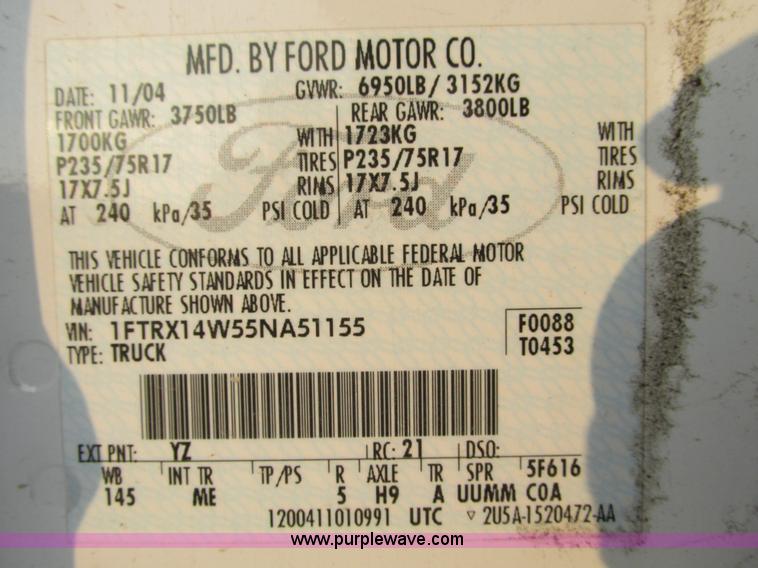 MFD. BY FORD MOTOR CO.
DATE: 11/04 GVWR: 6950LB/ 3152KG
FRONT GAWR: 3750LB REAR GAWR: 3800LB
1700KG WITH 1723KG WITH
P235/75R17 TIRES P235/75R17 TIRES
17X7.5J RIMS 17X7.5J RIMS
AT 240 kPa/35 PSI COLD AT 240 kPa/35 PSI COLD
Ford
THIS VEHICLE CONFORMS TO ALL APPLICABLE FEDERAL MOTOR
VEHICLE SAFETY STANDARDS IN EFFECT ON THE DATE OF
MANUFACTURE SHOWN ABOVE.
VIN: 1FTRX14W55NA51155 F0088
TYPE: TRUCK T0453
EXT PNT: YZ RC: 21 DSO:
WB INT TR TP/PS R AXLE TR SPR 5F616
145 ME 5 H9 A UUMM COA
1200411010991 UTC ▽ 2U5A-1520472-AA
www.purplewave.com